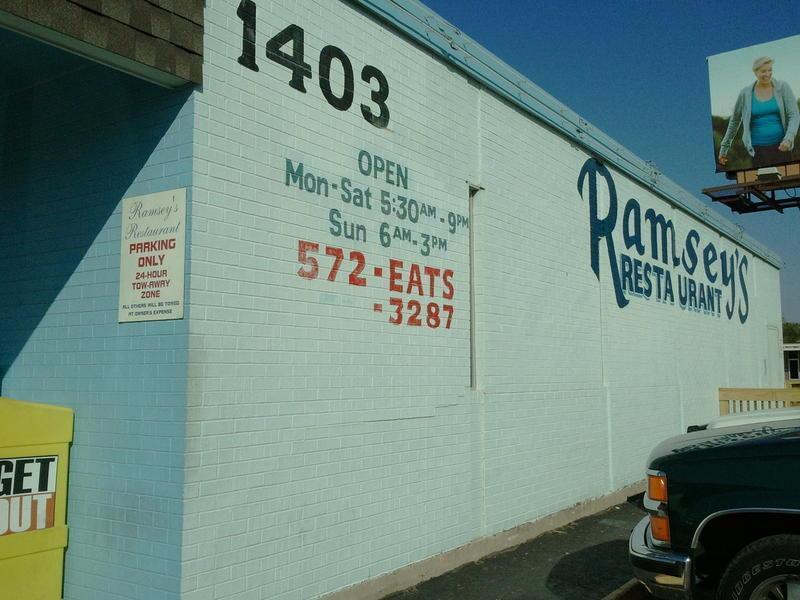 1403
OPEN
Mon-Sat 5:30AM-9PM
Sun 6AM-3PM
572-EATS
-3287
Ramsey's
RESTAURANT
Ramsey's
Restaurant
PARKING
ONLY
24-HOUR
TOW-AWAY
ZONE
ALL OTHERS WILL BE TOWED
AT OWNER'S EXPENSE
GET
OUT